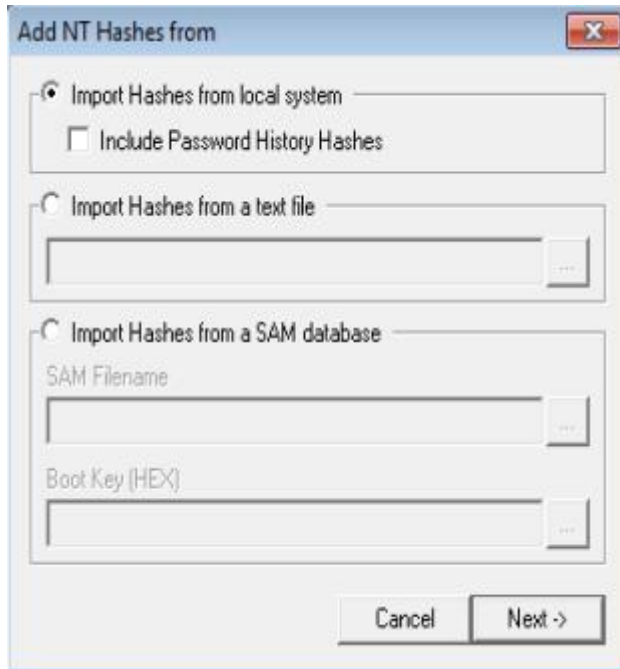 Add NT Hashes from
Import Hashes from local system
Include Password History Hashes
Import Hashes from a text file
...
Import Hashes from a SAM database
SAM Filename
...
Boot Key (HEX)
...
Cancel
Next ->